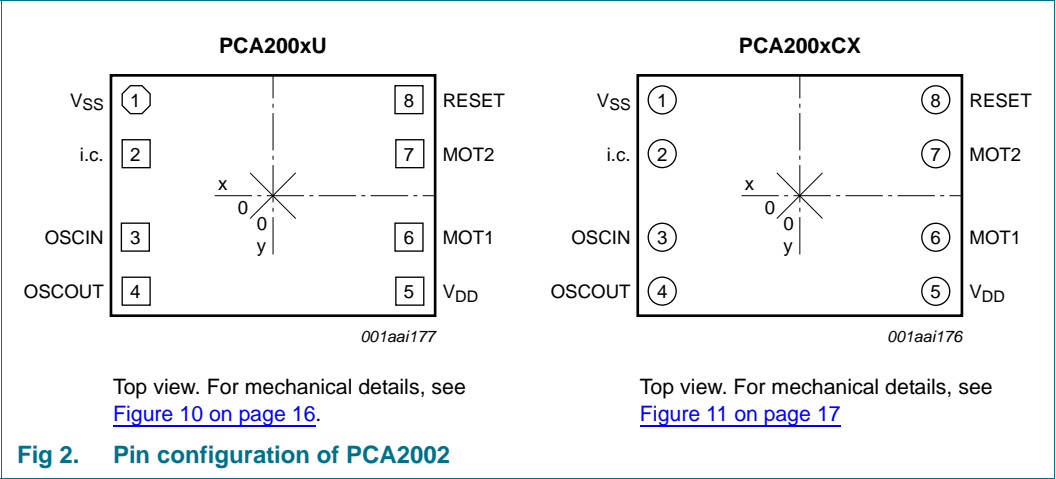 PCA200xU
VSS 1 8 RESET
i.c. 2 7 MOT2
x
0
0
y
OSCIN 3 6 MOT1
OSCOUT 4 5 VDD
001aai177
Top view. For mechanical details, see
Figure 10 on page 16.
PCA200xCX
VSS 1 8 RESET
i.c. 2 7 MOT2
x
0
0
y
OSCIN 3 6 MOT1
OSCOUT 4 5 VDD
001aai176
Top view. For mechanical details, see
Figure 11 on page 17
Fig 2. Pin configuration of PCA2002